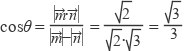 cosθ = |m⃗·n⃗| / (|m⃗|·|n⃗|) = √2 / (√2·√3) = √3 / 3